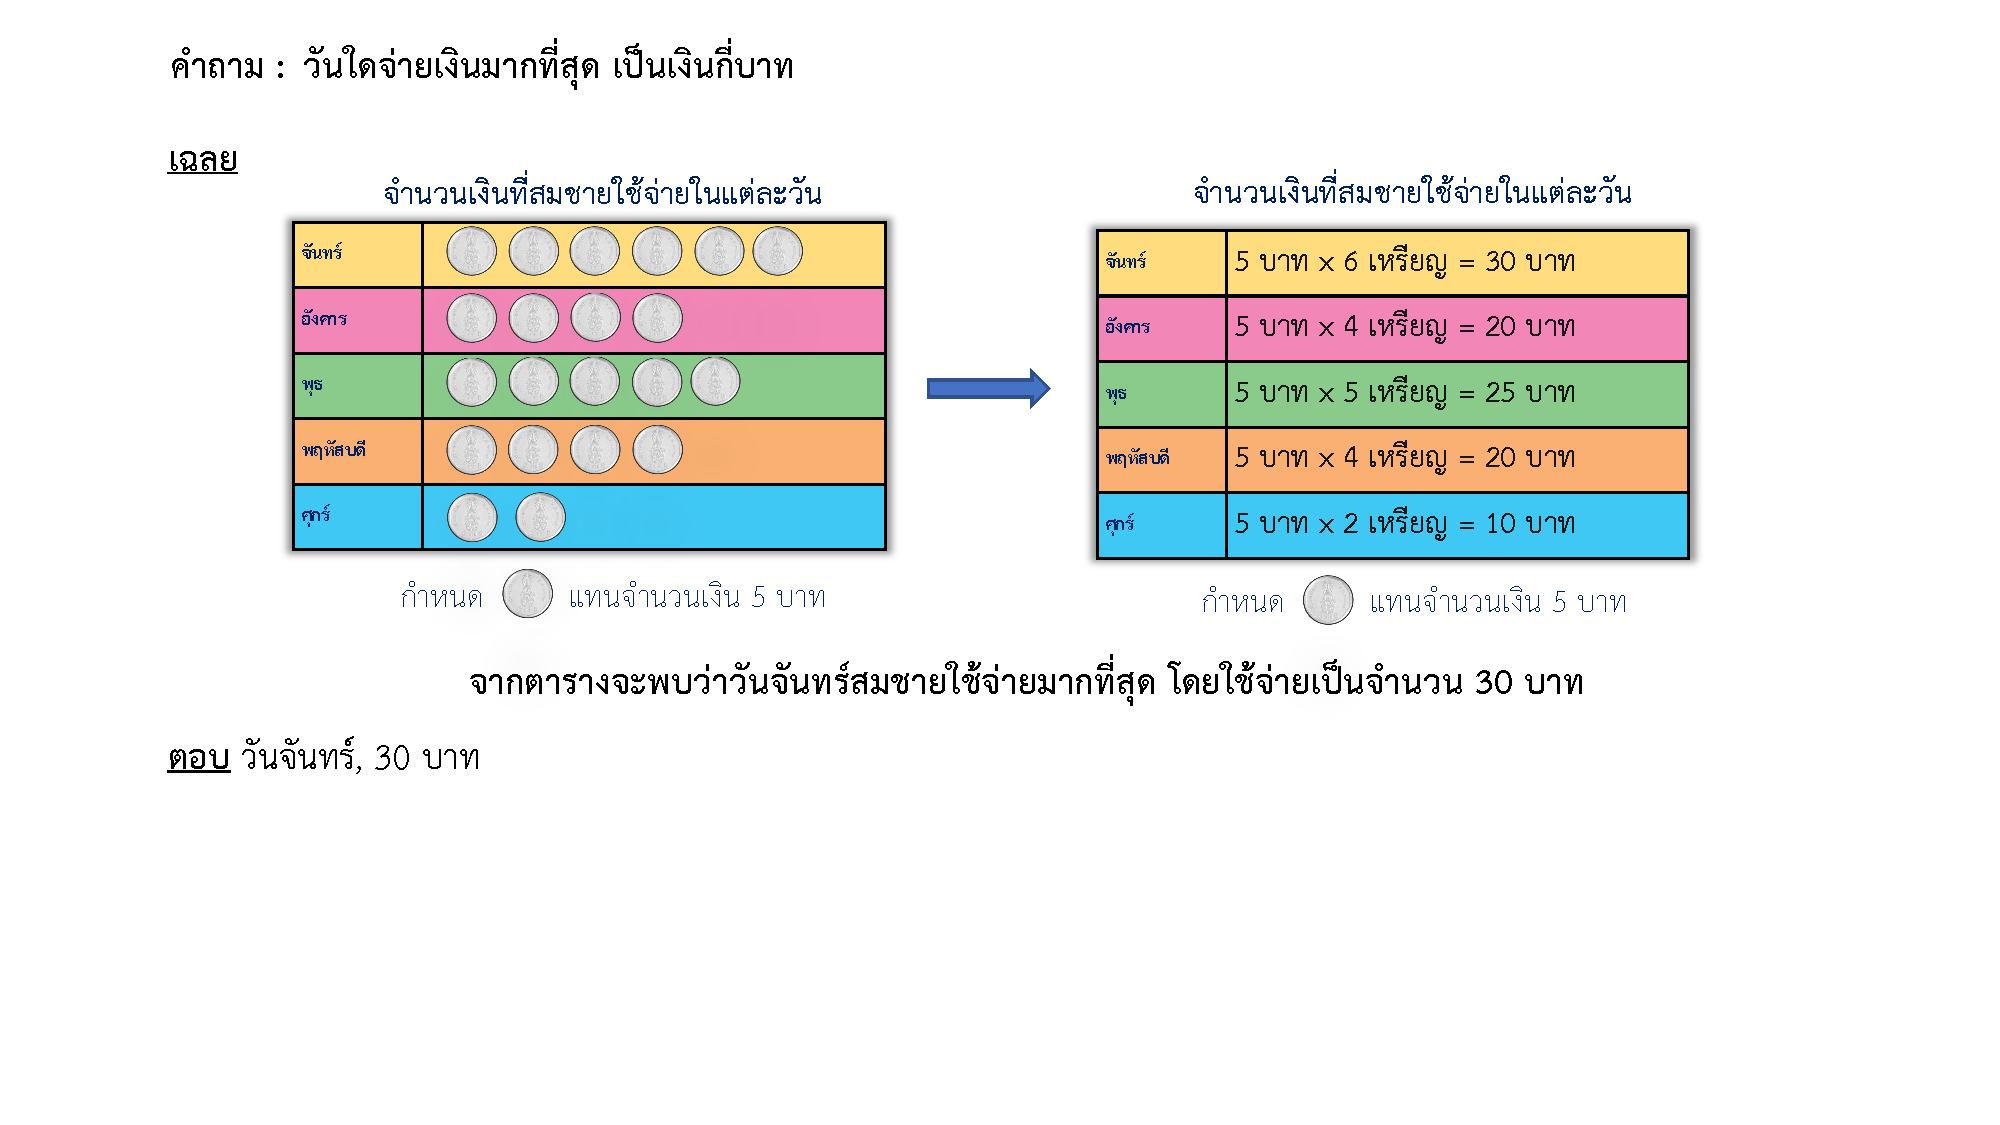 คำถาม : วันใดจ่ายเงินมากที่สุด เป็นเงินกี่บาท
เฉลย
จำนวนเงินที่สมชายใช้จ่ายในแต่ละวัน
จันทร์
อังคาร
พุธ
พฤหัสบดี
ศุกร์
กำหนด แทนจำนวนเงิน 5 บาท
จำนวนเงินที่สมชายใช้จ่ายในแต่ละวัน
จันทร์ 5 บาท x 6 เหรียญ = 30 บาท
อังคาร 5 บาท x 4 เหรียญ = 20 บาท
พุธ 5 บาท x 5 เหรียญ = 25 บาท
พฤหัสบดี 5 บาท x 4 เหรียญ = 20 บาท
ศุกร์ 5 บาท x 2 เหรียญ = 10 บาท
กำหนด แทนจำนวนเงิน 5 บาท
จากตารางจะพบว่าวันจันทร์สมชายใช้จ่ายมากที่สุด โดยใช้จ่ายเป็นจำนวน 30 บาท
ตอบ วันจันทร์, 30 บาท